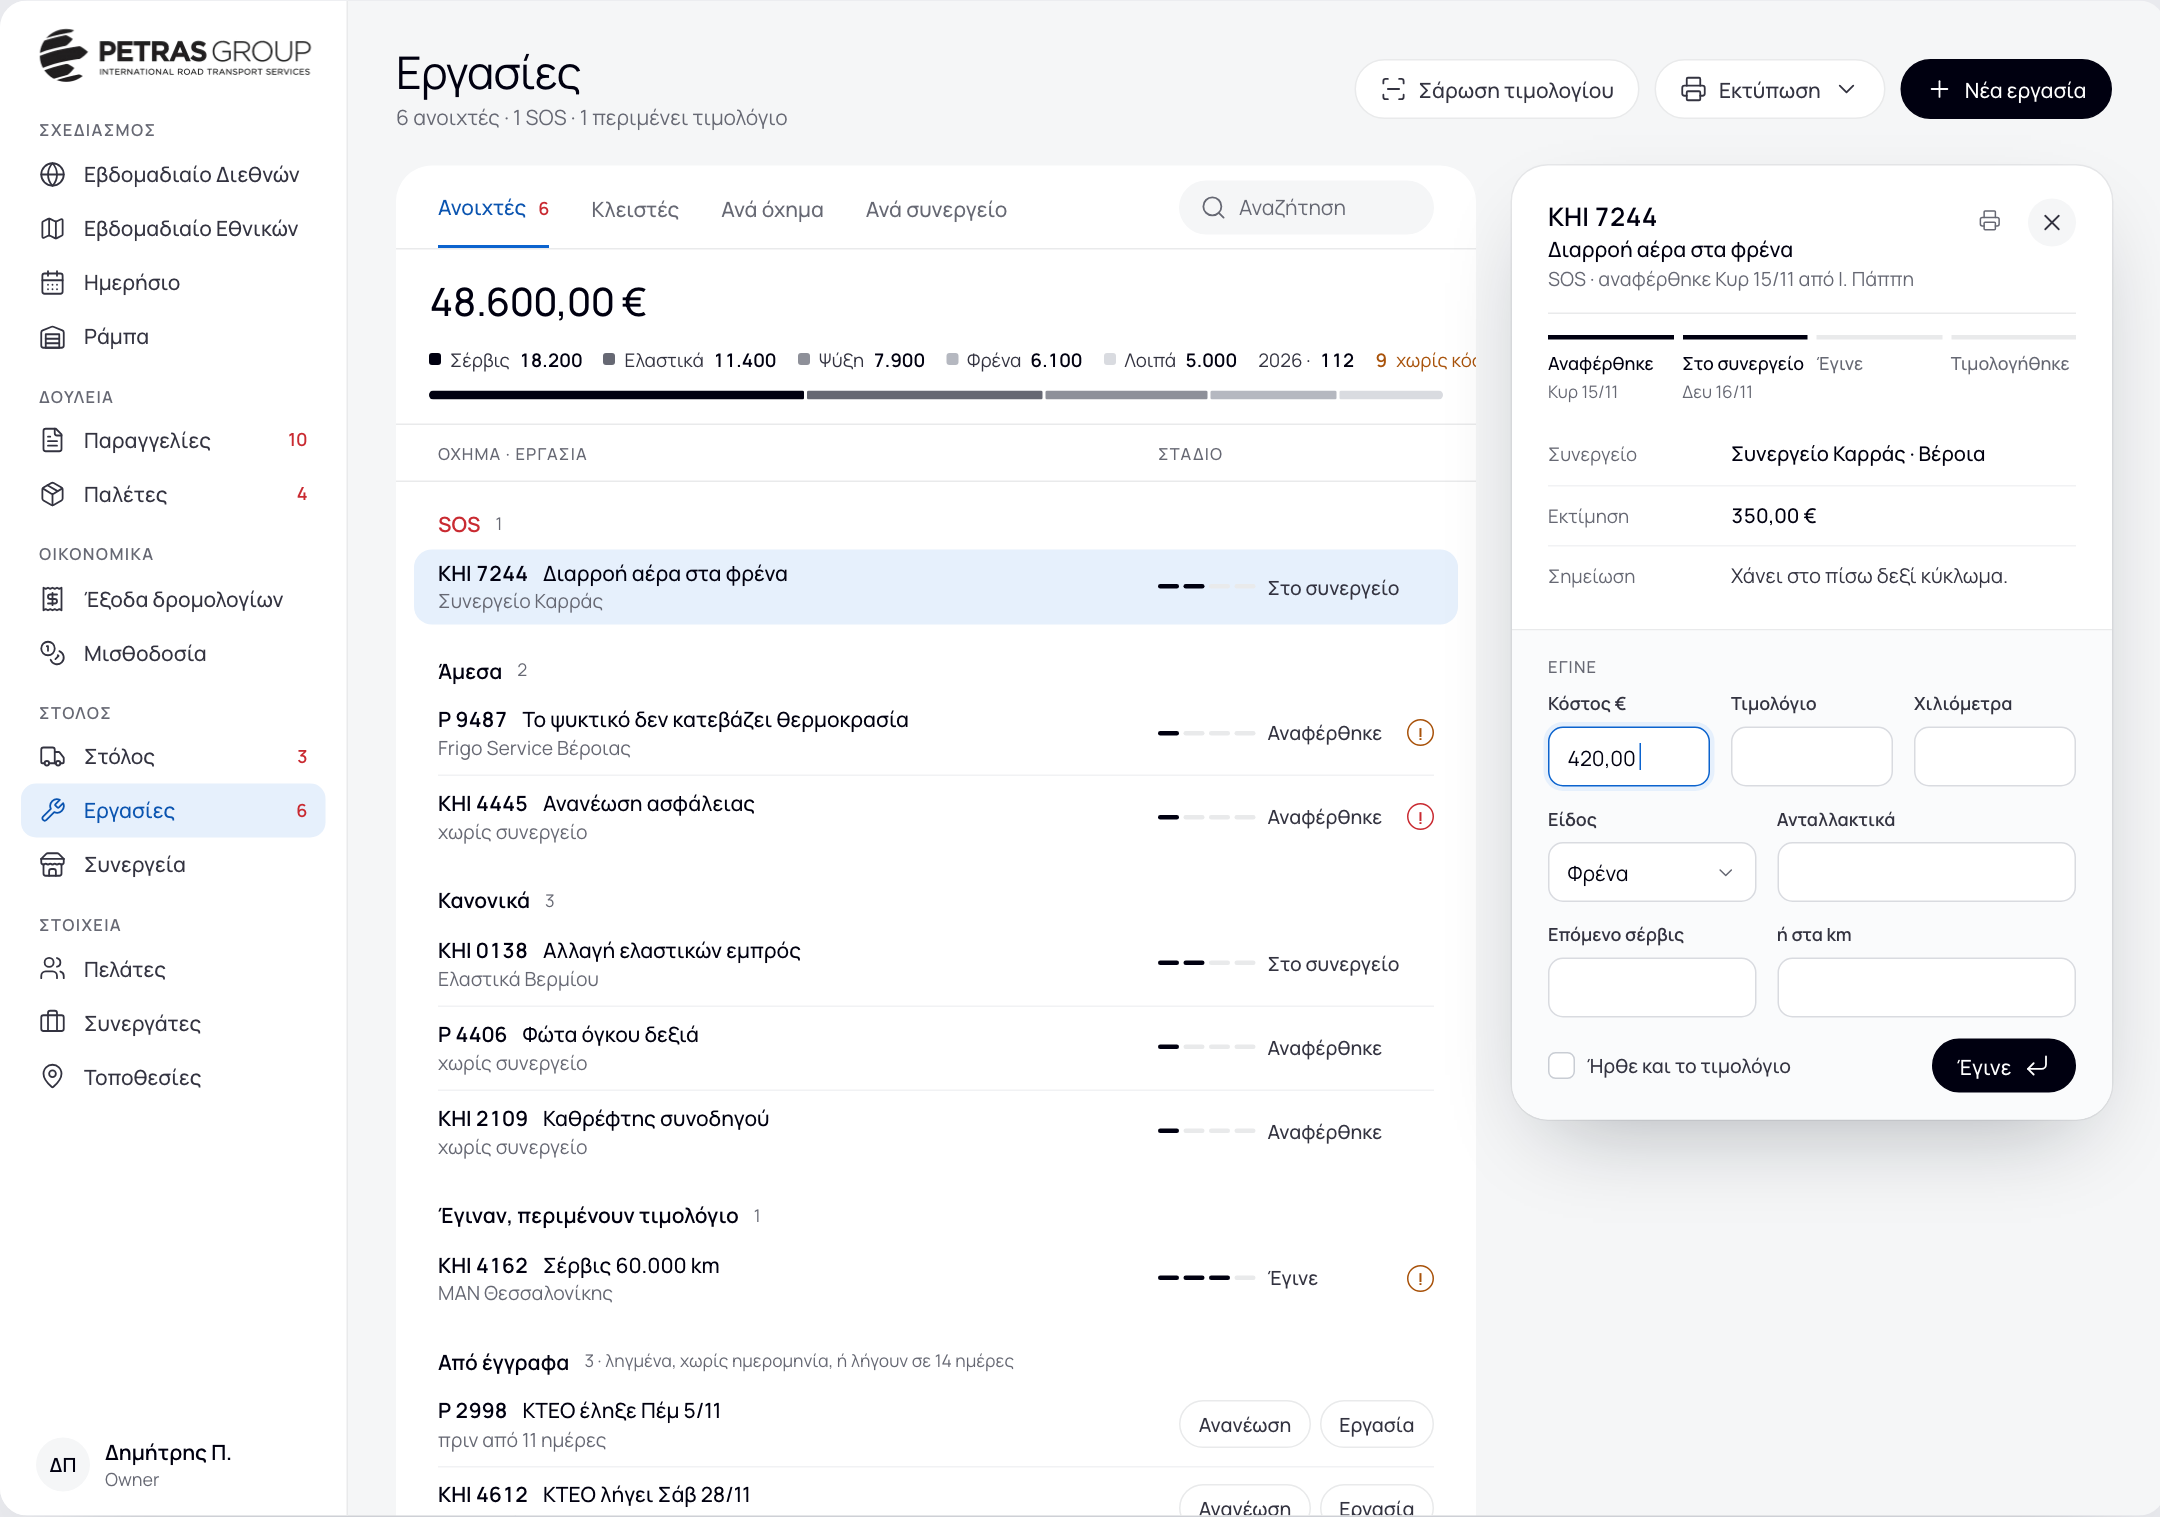 PETRAS GROUP
INTERNATIONAL ROAD TRANSPORT SERVICES
ΣΧΕΔΙΑΣΜΟΣ
Εβδομαδιαίο Διεθνών
Εβδομαδιαίο Εθνικών
Ημερήσιο
Ράμπα
ΔΟΥΛΕΙΑ
Παραγγελίες 10
Παλέτες 4
ΟΙΚΟΝΟΜΙΚΑ
Έξοδα δρομολογίων
Μισθοδοσία
ΣΤΟΛΟΣ
Στόλος 3
Εργασίες 6
Συνεργεία
ΣΤΟΙΧΕΙΑ
Πελάτες
Συνεργάτες
Τοποθεσίες
ΔΠ
Δημήτρης Π.
Owner
Εργασίες
6 ανοιχτές · 1 SOS · 1 περιμένει τιμολόγιο
Σάρωση τιμολογίου
Εκτύπωση
Νέα εργασία
Ανοιχτές 6
Κλειστές
Ανά όχημα
Ανά συνεργείο
Αναζήτηση
48.600,00 €
Σέρβις 18.200 Ελαστικά 11.400 Ψύξη 7.900 Φρένα 6.100 Λοιπά 5.000 2026 · 112 9 χωρίς κόσ
ΟΧΗΜΑ · ΕΡΓΑΣΙΑ ΣΤΑΔΙΟ
SOS 1
ΚΗΙ 7244 Διαρροή αέρα στα φρένα
Συνεργείο Καρράς
Στο συνεργείο
Άμεσα 2
Ρ 9487 Το ψυκτικό δεν κατεβάζει θερμοκρασία
Frigo Service Βέροιας
Αναφέρθηκε
ΚΗΙ 4445 Ανανέωση ασφάλειας
χωρίς συνεργείο
Αναφέρθηκε
Κανονικά 3
ΚΗΙ 0138 Αλλαγή ελαστικών εμπρός
Ελαστικά Βερμίου
Στο συνεργείο
Ρ 4406 Φώτα όγκου δεξιά
χωρίς συνεργείο
Αναφέρθηκε
ΚΗΙ 2109 Καθρέφτης συνοδηγού
χωρίς συνεργείο
Αναφέρθηκε
Έγιναν, περιμένουν τιμολόγιο 1
ΚΗΙ 4162 Σέρβις 60.000 km
MAN Θεσσαλονίκης
Έγινε
Από έγγραφα 3 · ληγμένα, χωρίς ημερομηνία, ή λήγουν σε 14 ημέρες
Ρ 2998 ΚΤΕΟ έληξε Πέμ 5/11
πριν από 11 ημέρες
Ανανέωση Εργασία
ΚΗΙ 4612 ΚΤΕΟ λήγει Σάβ 28/11
Ανανέωση Εργασία
ΚΗΙ 7244
Διαρροή αέρα στα φρένα
SOS · αναφέρθηκε Κυρ 15/11 από Ι. Πάππη
Αναφέρθηκε Στο συνεργείο Έγινε Τιμολογήθηκε
Κυρ 15/11 Δευ 16/11
Συνεργείο Συνεργείο Καρράς · Βέροια
Εκτίμηση 350,00 €
Σημείωση Χάνει στο πίσω δεξί κύκλωμα.
ΕΓΙΝΕ
Κόστος € Τιμολόγιο Χιλιόμετρα
420,00
Είδος Ανταλλακτικά
Φρένα
Επόμενο σέρβις ή στα km
Ήρθε και το τιμολόγιο
Έγινε